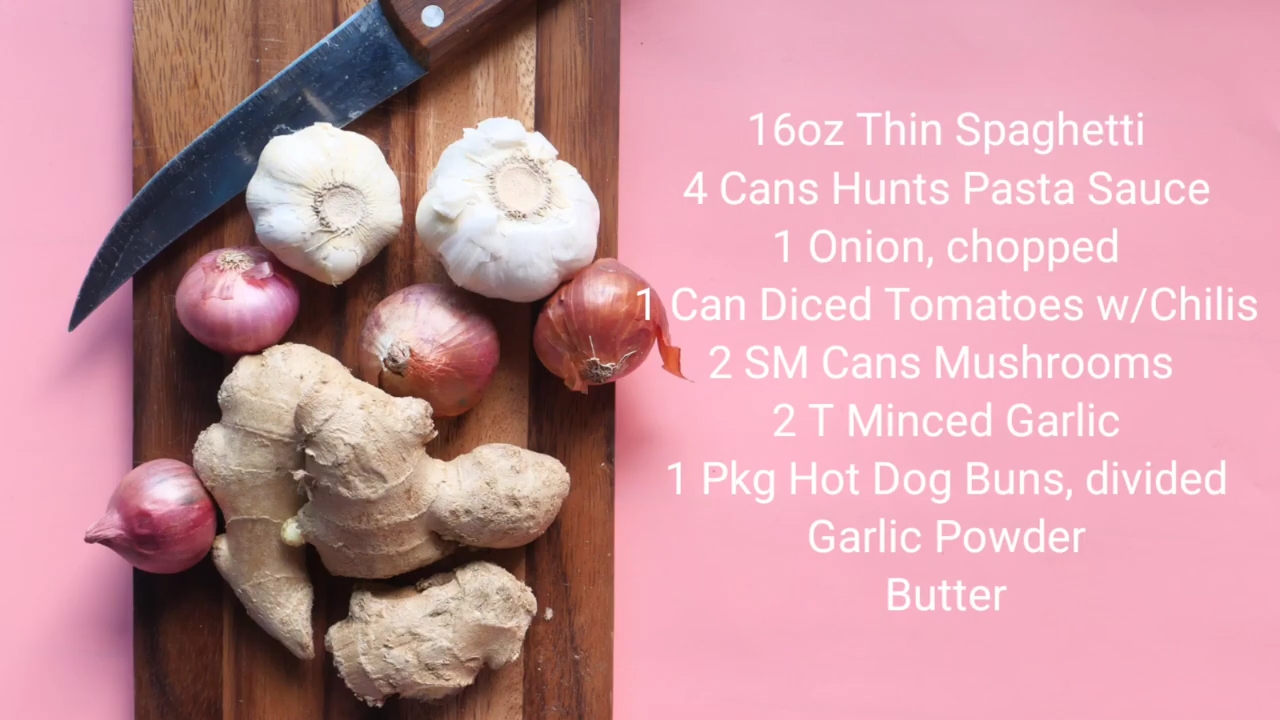 16oz Thin Spaghetti
4 Cans Hunts Pasta Sauce
1 Onion, chopped
1 Can Diced Tomatoes w/Chilis
2 SM Cans Mushrooms
2 T Minced Garlic
1 Pkg Hot Dog Buns, divided
Garlic Powder
Butter